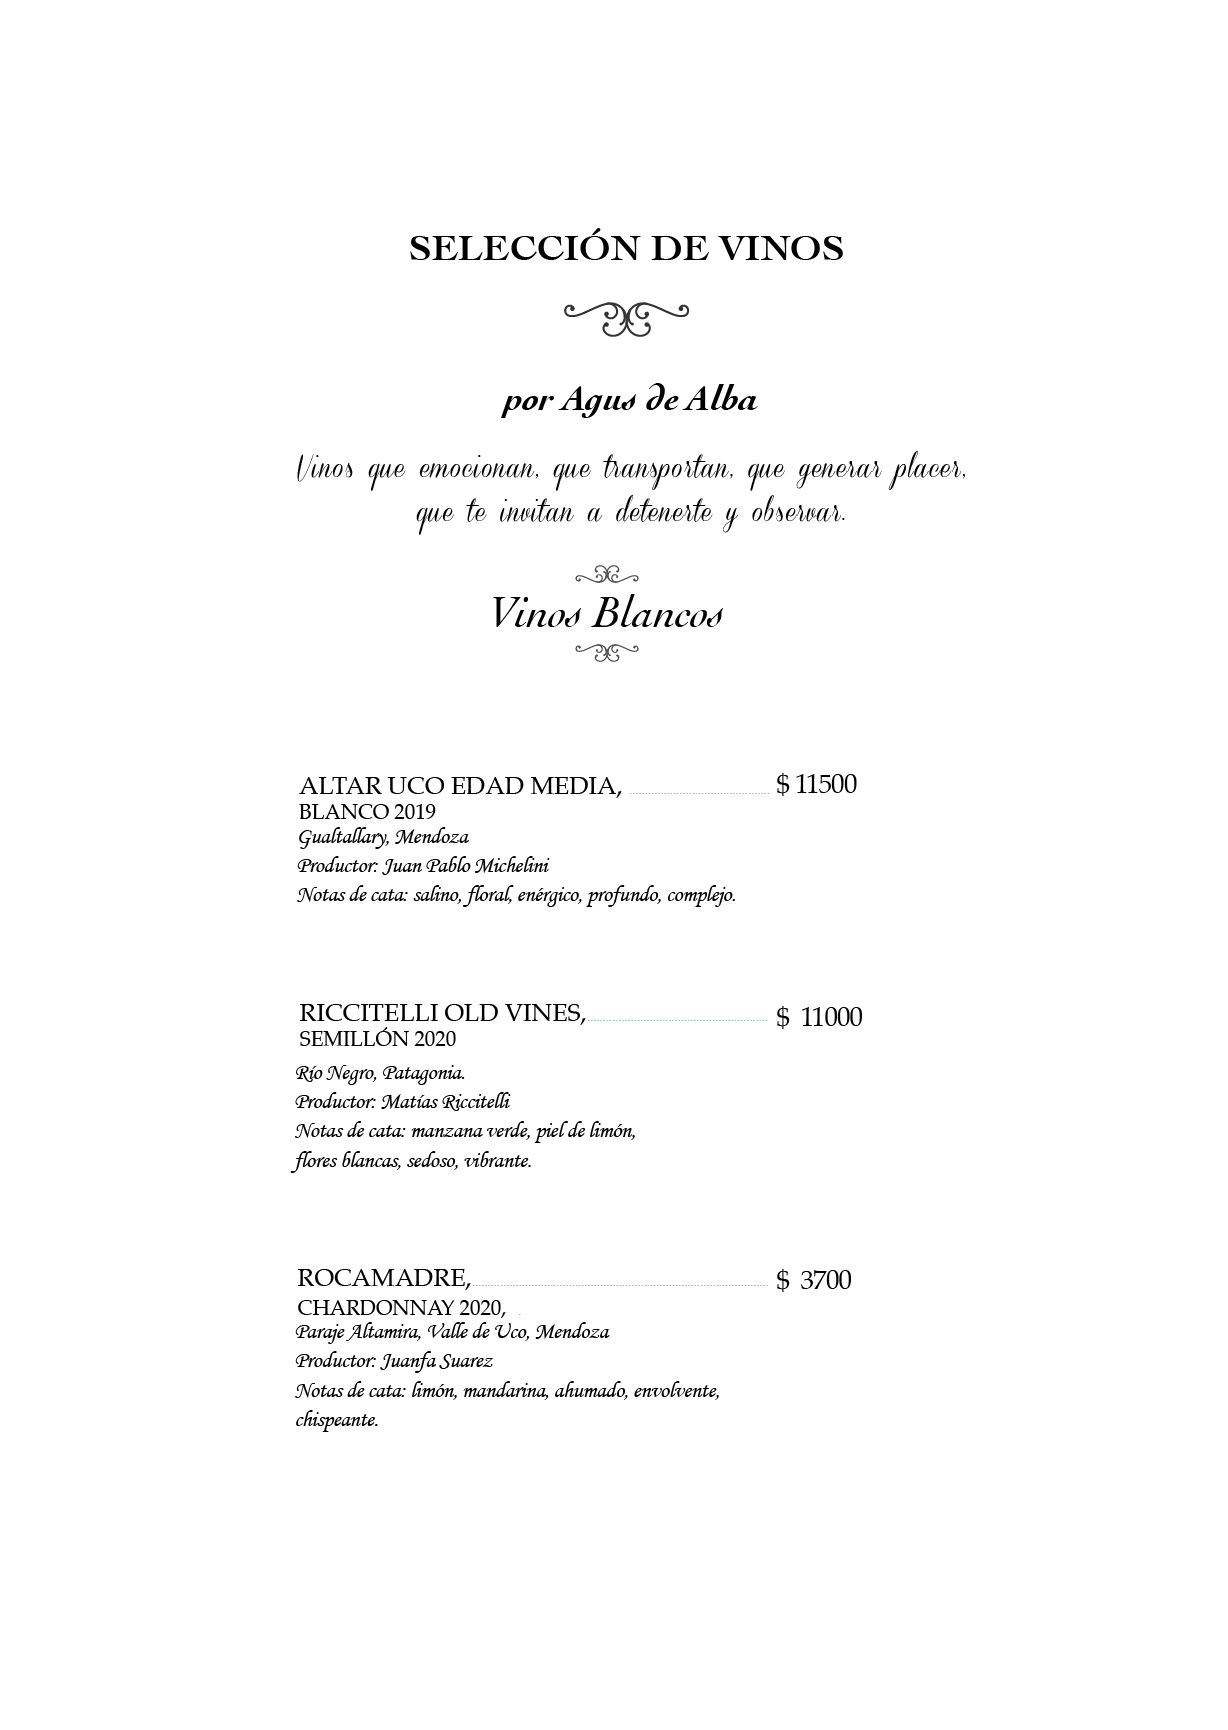 SELECCIÓN DE VINOS
por Agus de Alba
Vinos que emocionan, que transportan, que generar placer,
que te invitan a detenerte y observar.
Vinos Blancos
ALTAR UCO EDAD MEDIA, $ 11500
BLANCO 2019
Gualtallary, Mendoza
Productor: Juan Pablo Michelini
Notas de cata: salino, floral, enérgico, profundo, complejo.
RICCITELLI OLD VINES, $ 11000
SEMILLÓN 2020
Río Negro, Patagonia.
Productor: Matías Riccitelli
Notas de cata: manzana verde, piel de limón,
flores blancas, sedoso, vibrante.
ROCAMADRE, $ 3700
CHARDONNAY 2020,
Paraje Altamira, Valle de Uco, Mendoza
Productor: Juanfa Suarez
Notas de cata: limón, mandarina, ahumado, envolvente,
chispeante.